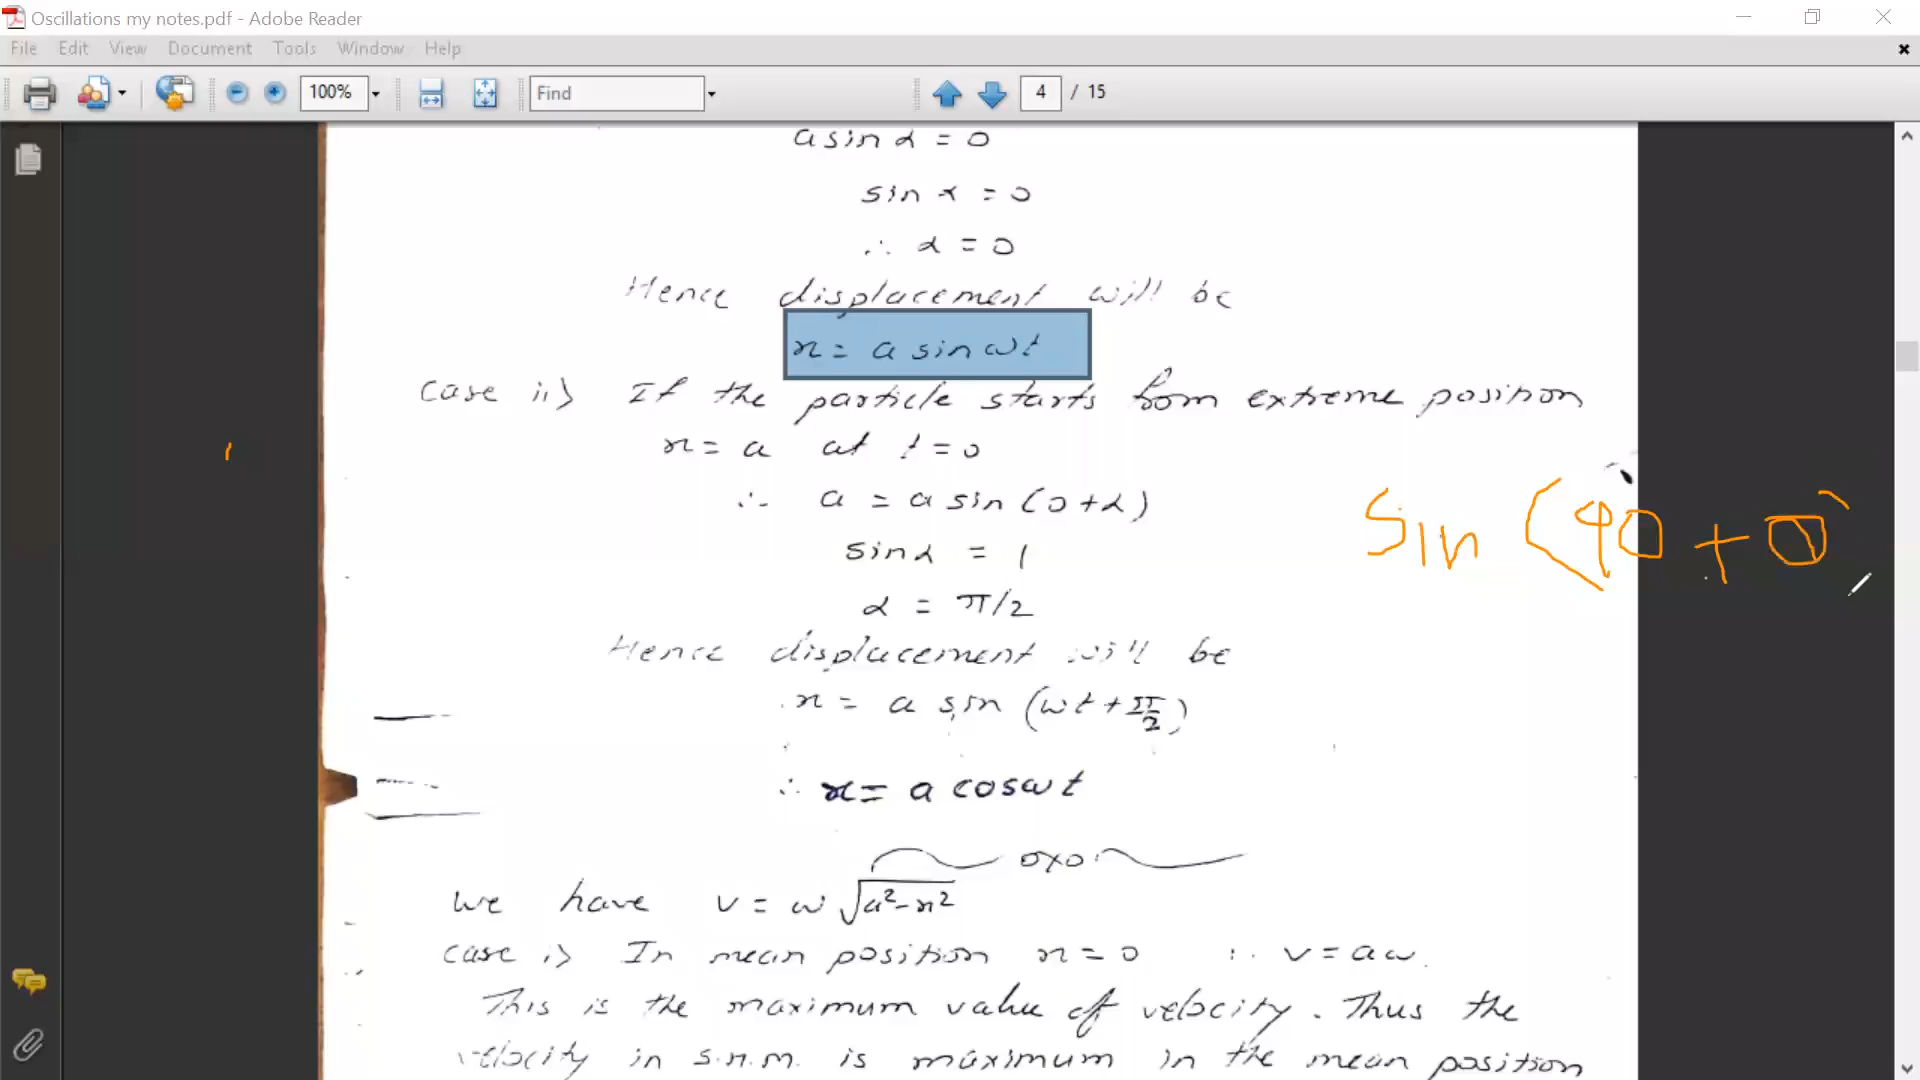 Oscillations my notes.pdf - Adobe Reader
File Edit View Document Tools Window Help
100% Find 4 / 15
a sin α = 0
sin α = 0
∴ α = 0
Hence displacement will be
x = a sin ωt
Case ii) If the particle starts from extreme position
x = a at t = 0
∴ a = a sin (0+α)
sin α = 1
α = π/2
Hence displacement will be
x = a sin (ωt + π/2)
∴ x = a cos ωt
Sin (90 + θ)
oxo
We have v = ω √a²-x²
Case i) In mean position x = 0 ∴ v = aω.
This is the maximum value of velocity. Thus the
velocity in s.h.m. is maximum in the mean position